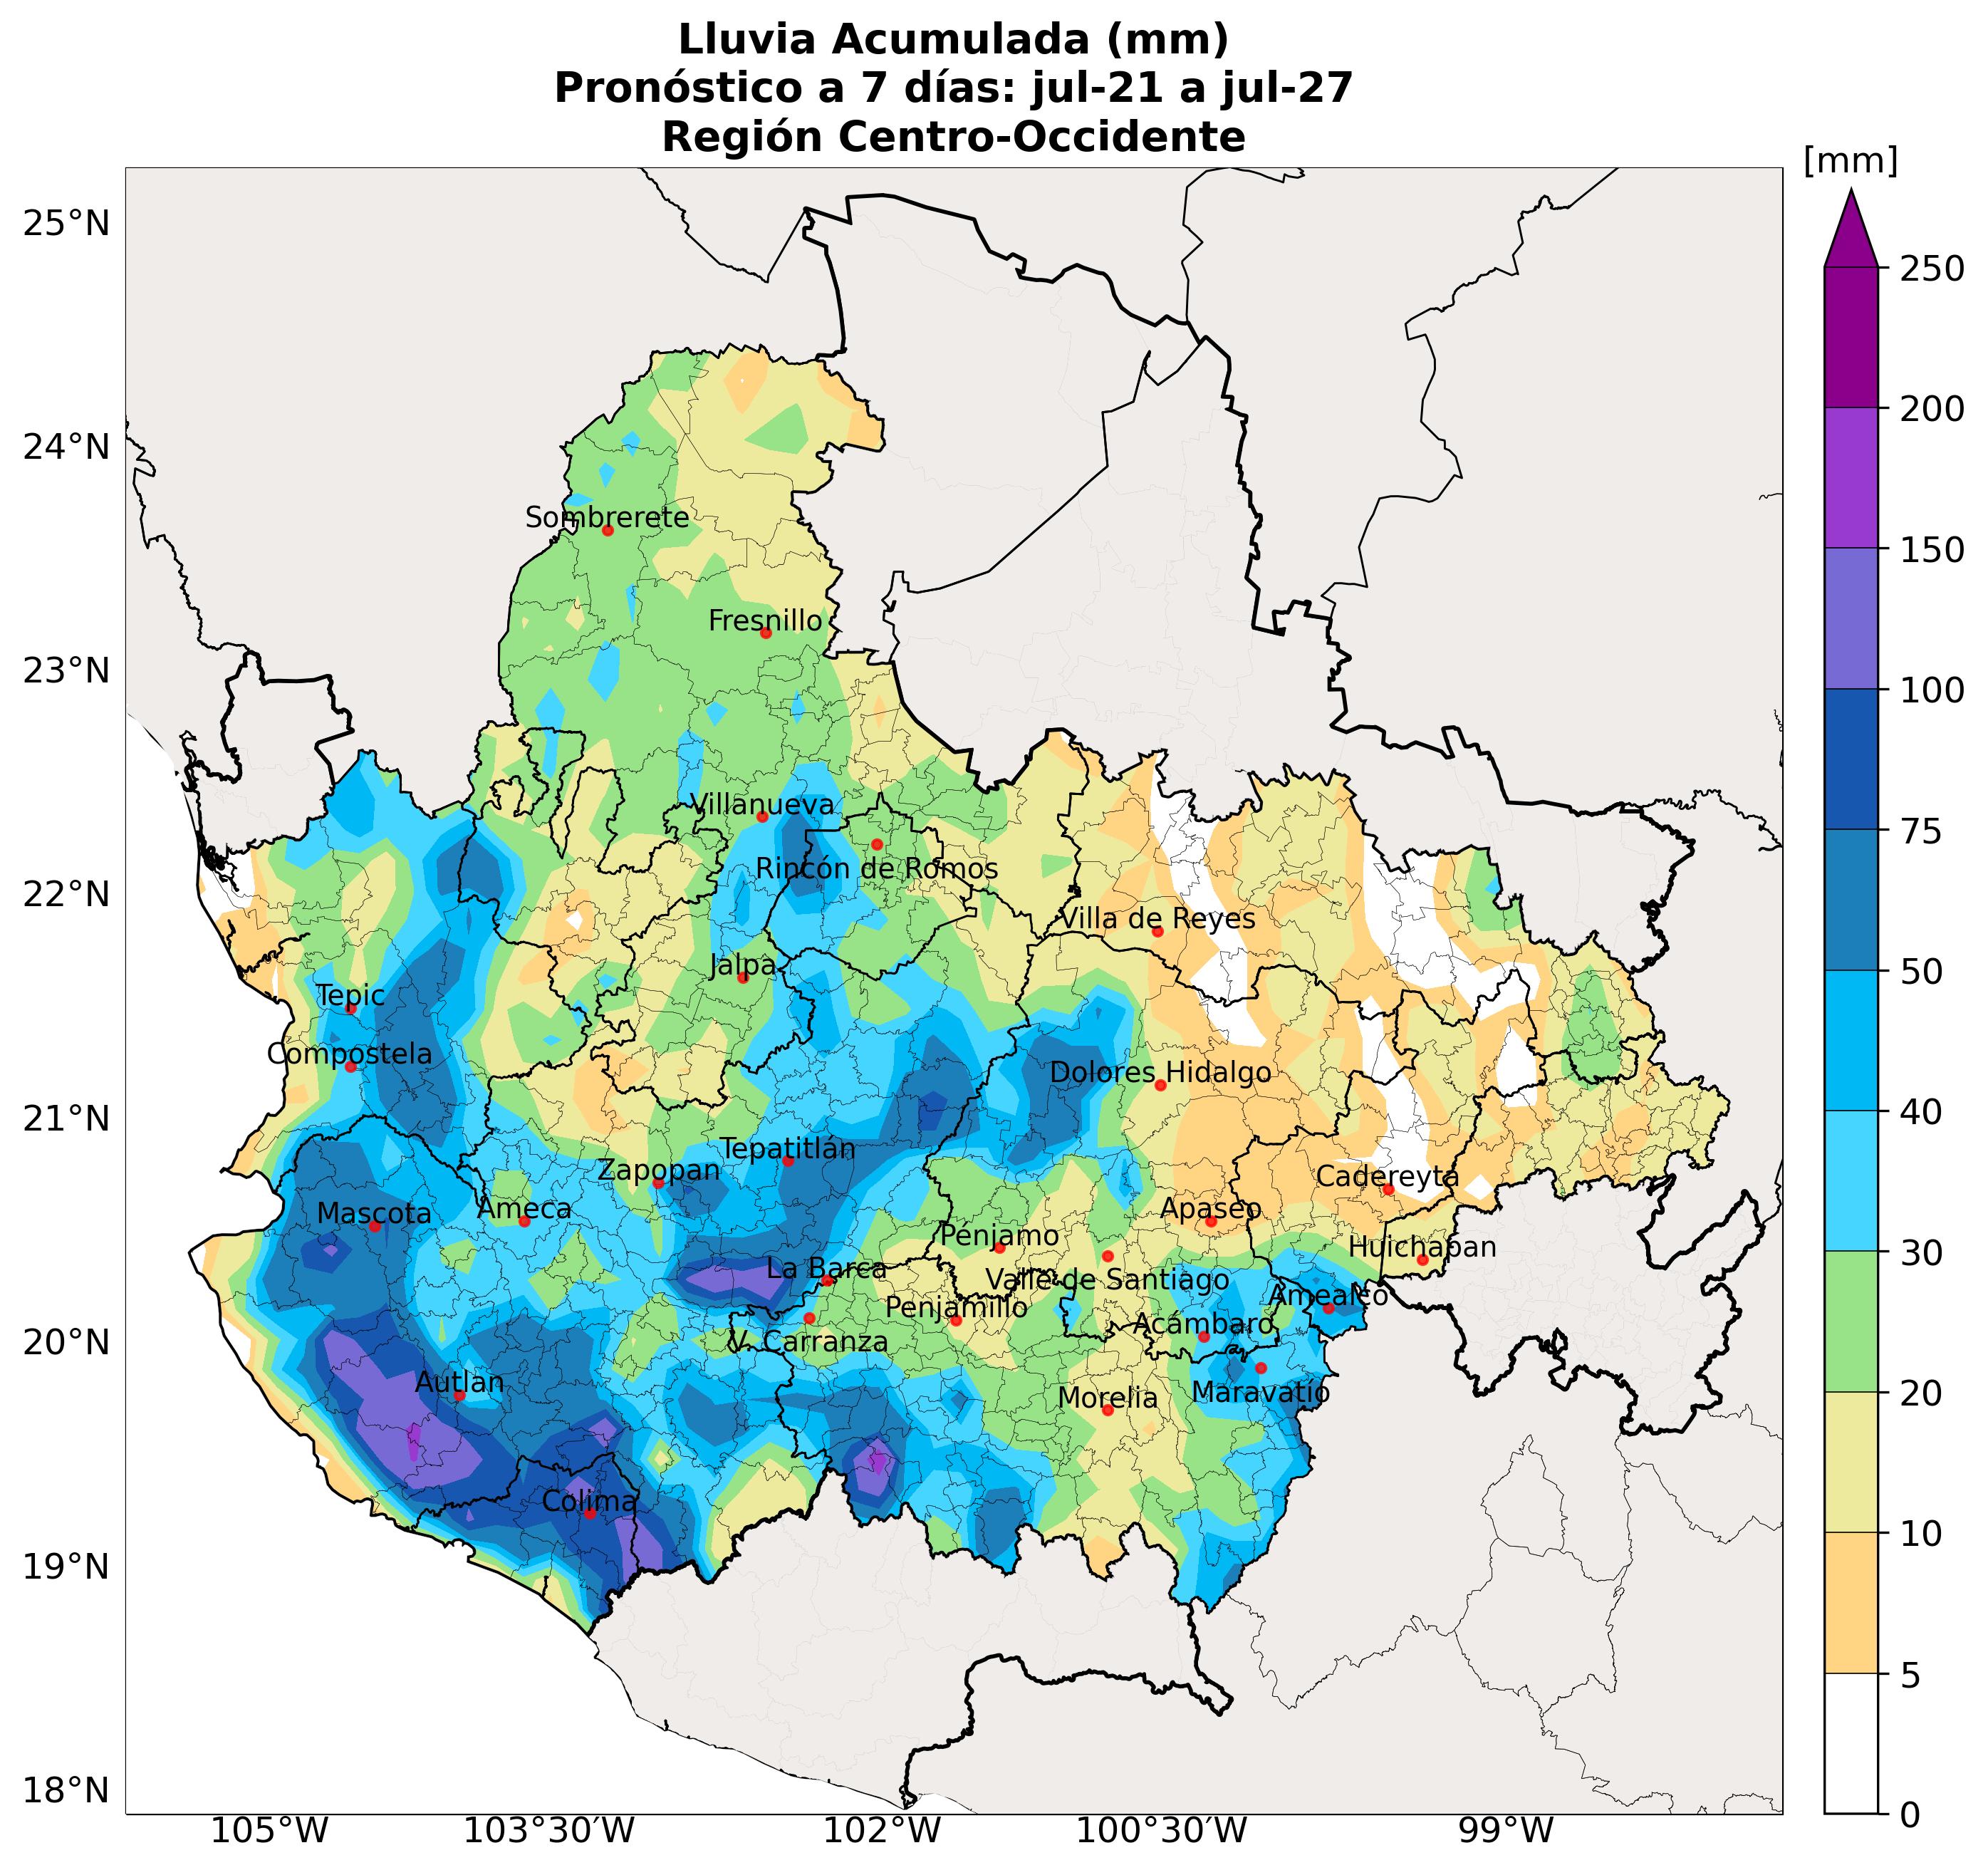 Lluvia Acumulada (mm)
Pronóstico a 7 días: jul-21 a jul-27
Región Centro-Occidente
[mm]
25°N
24°N
23°N
22°N
21°N
20°N
19°N
18°N
Sombrerete
Fresnillo
Villanueva
Rincón de Romos
Villa de Reyes
Jalpa
Tepic
Compostela
Dolores Hidalgo
Tepatitlán
Zapopan
Cadereyta
Mascota
Ameca
Apaseo
Pénjamo
Huichapan
La Barca
Valle de Santiago
Amealco
Penjamillo
Acámbaro
V. Carranza
Autlan
Morelia
Maravatío
Colima
105°W
103°30'W
102°W
100°30'W
99°W
250
200
150
100
75
50
40
30
20
10
5
0